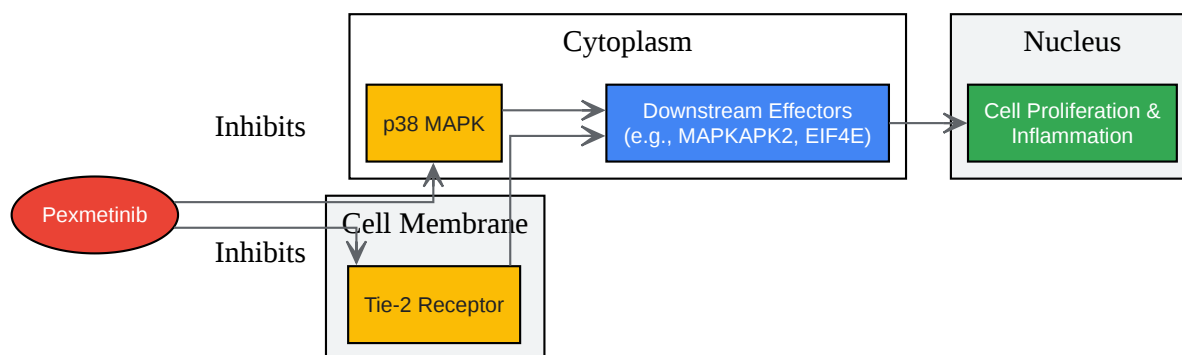 Cytoplasm
Nucleus
Inhibits
p38 MAPK
Downstream Effectors
(e.g., MAPKAPK2, EIF4E)
Cell Proliferation &
Inflammation
Pexmetinib
Cell Membrane
Inhibits
Tie-2 Receptor